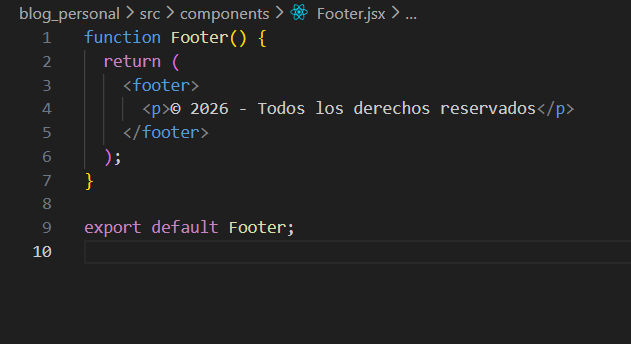 blog_personal > src > components > Footer.jsx > ...
1 function Footer() {
2 return (
3 <footer>
4 <p>© 2026 - Todos los derechos reservados</p>
5 </footer>
6 );
7 }
8
9 export default Footer;
10